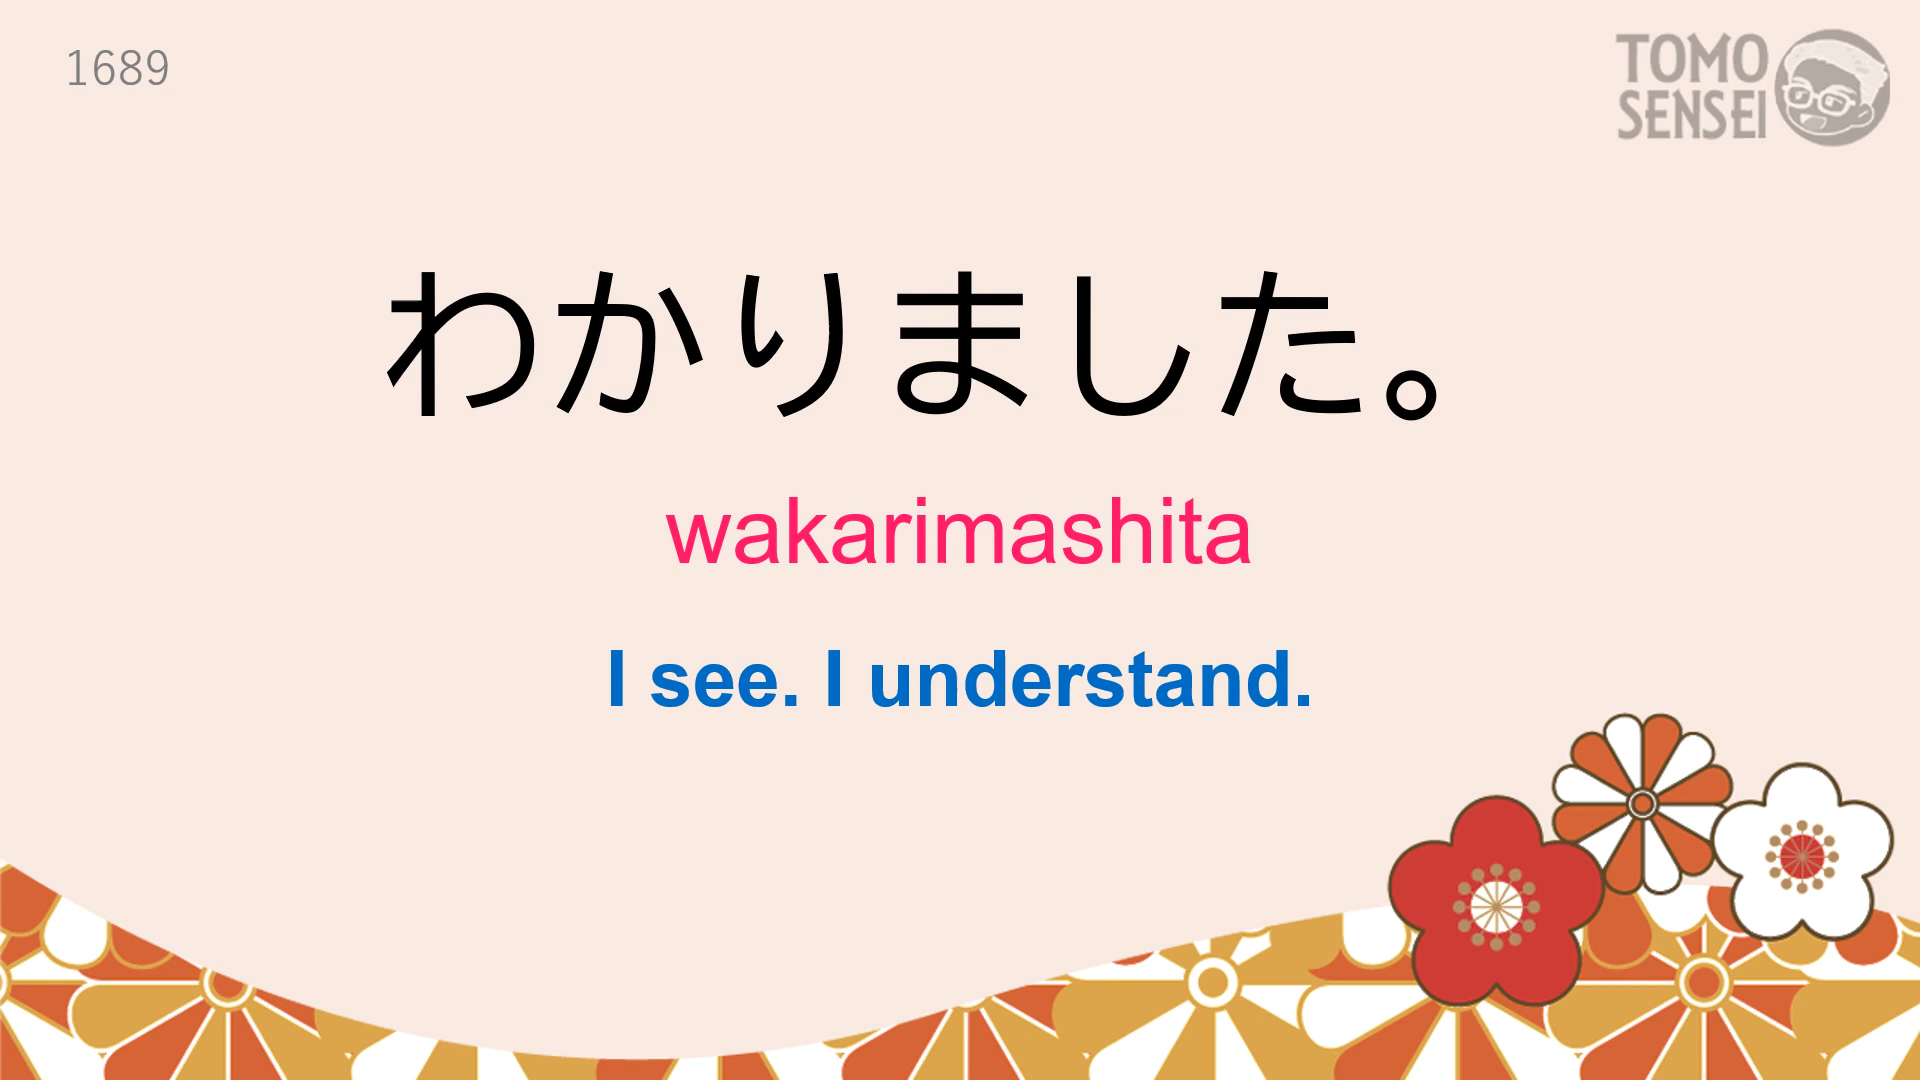 1689
TOMO
SENSEI
わかりました。
wakarimashita
I see. I understand.